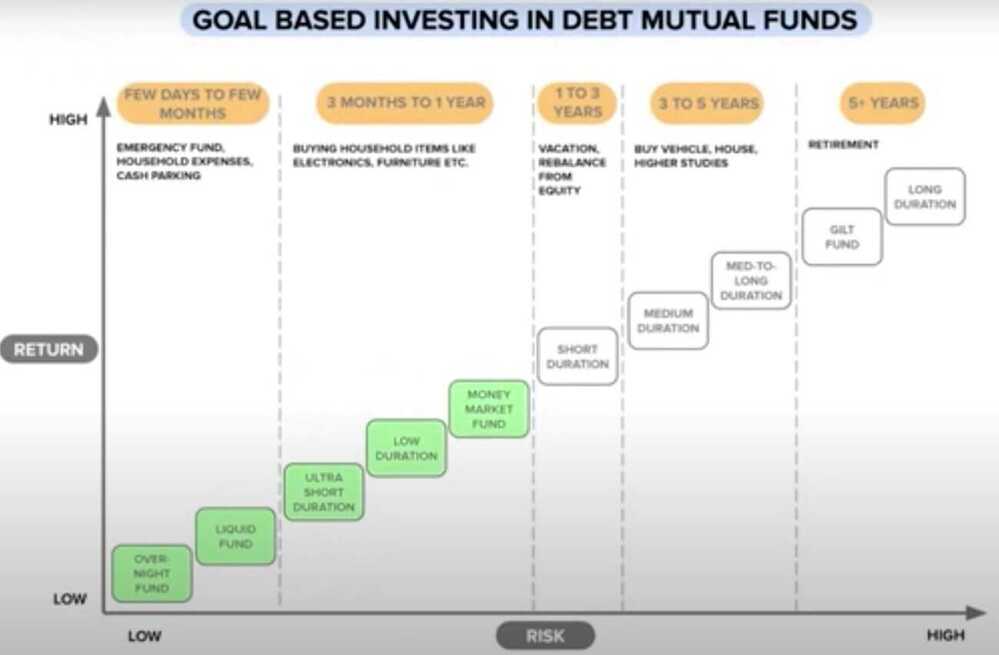 GOAL BASED INVESTING IN DEBT MUTUAL FUNDS
FEW DAYS TO FEW
MONTHS
3 MONTHS TO 1 YEAR
1 TO 3
YEARS
3 TO 5 YEARS
5+ YEARS
HIGH
EMERGENCY FUND,
HOUSEHOLD EXPENSES,
CASH PARKING
BUYING HOUSEHOLD ITEMS LIKE
ELECTRONICS, FURNITURE ETC.
VACATION,
REBALANCE
FROM
EQUITY
BUY VEHICLE, HOUSE,
HIGHER STUDIES
RETIREMENT
LONG
DURATION
GILT
FUND
MED-TO-
LONG
DURATION
MEDIUM
DURATION
RETURN
SHORT
DURATION
MONEY
MARKET
FUND
LOW
DURATION
ULTRA
SHORT
DURATION
LIQUID
FUND
OVER-
NIGHT
FUND
LOW
LOW
RISK
HIGH